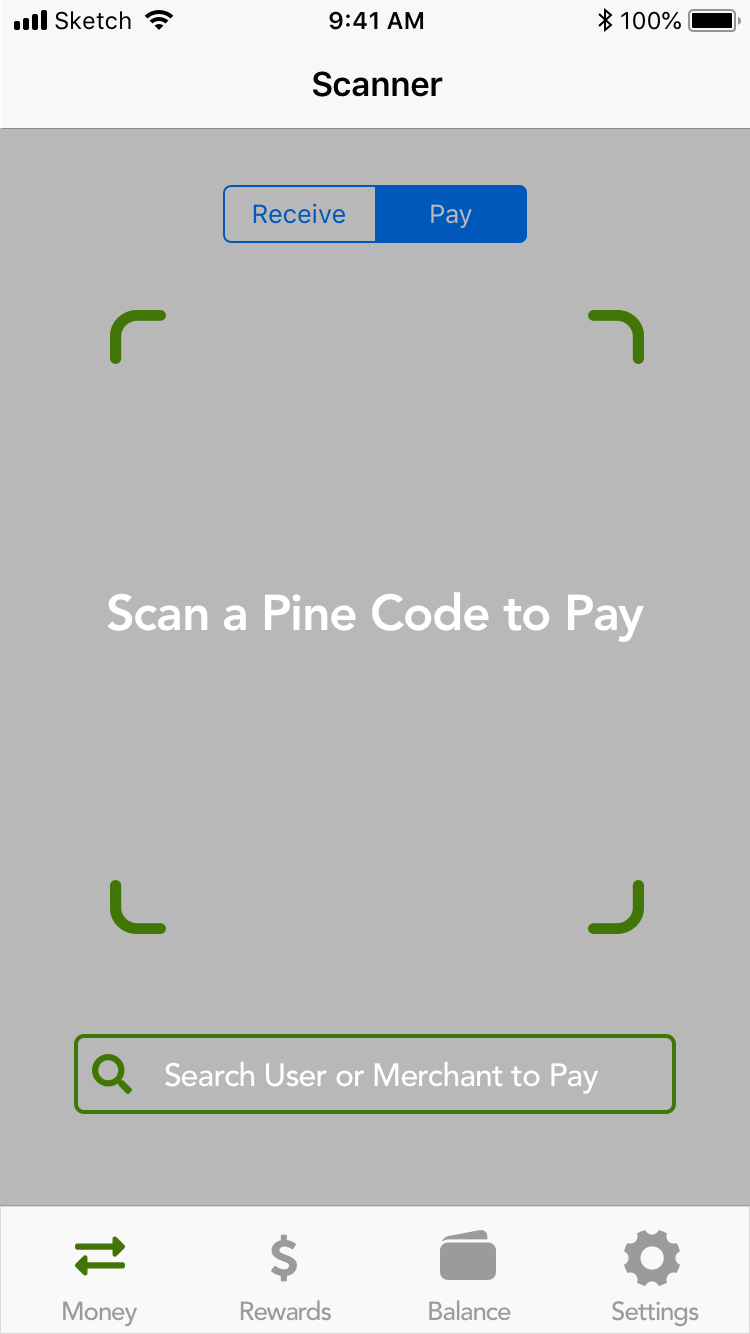 Sketch 9:41 AM 100%
Scanner
Receive Pay
Scan a Pine Code to Pay
Search User or Merchant to Pay
Money Rewards Balance Settings